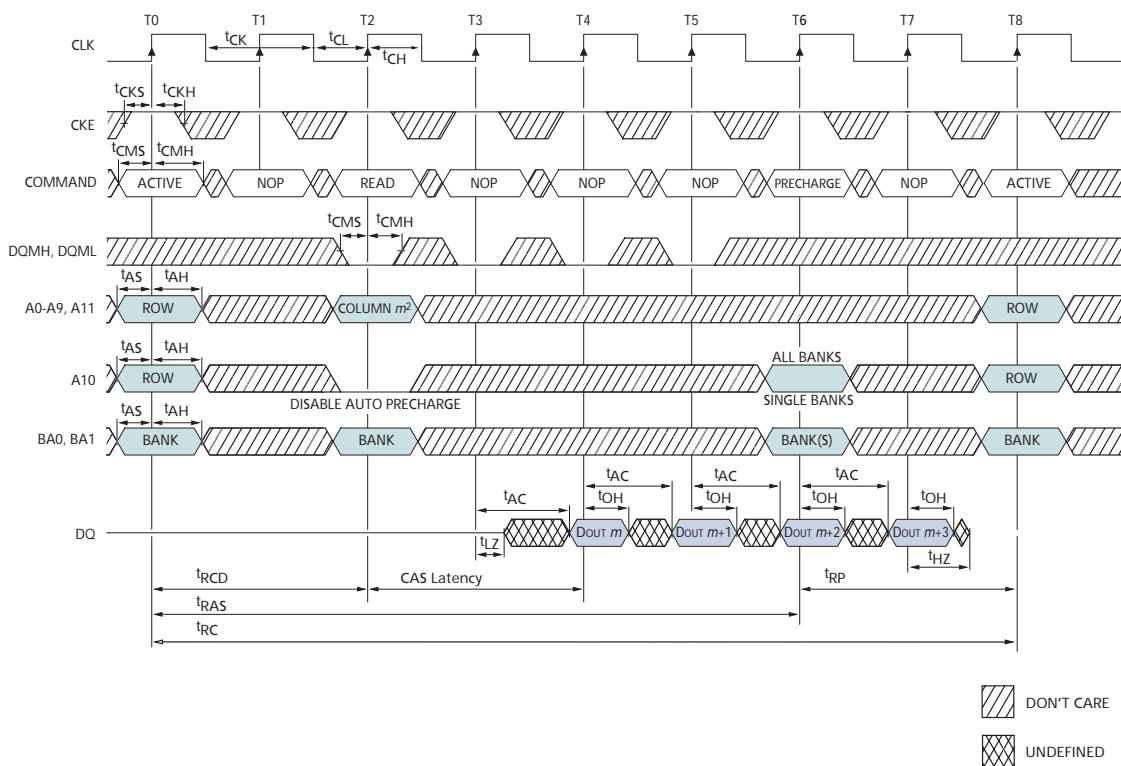 T0 T1 T2 T3 T4 T5 T6 T7 T8
CLK
tCK tCL
tCH
tCKS tCKH
CKE
tCMS tCMH
COMMAND ACTIVE NOP READ NOP NOP NOP PRECHARGE NOP ACTIVE
tCMS tCMH
DQMH, DQML
tAS tAH
A0-A9, A11 ROW COLUMN m2 ROW
tAS tAH
ALL BANKS
A10 ROW ROW
DISABLE AUTO PRECHARGE SINGLE BANKS
tAS tAH
BA0, BA1 BANK BANK BANK(S) BANK
tAC tAC tAC
tAC tOH tOH tOH tOH
DQ DOUT m DOUT m+1 DOUT m+2 DOUT m+3
tLZ tHZ
tRCD CAS Latency tRP
tRAS
tRC
DON'T CARE
UNDEFINED